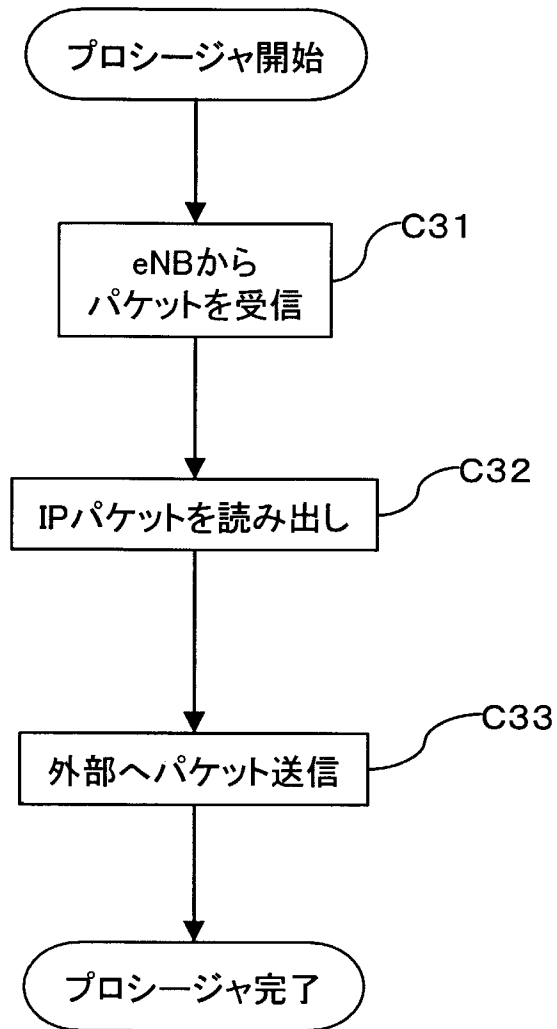 プロシージャ開始
C31
eNBから
パケットを受信
C32
IPパケットを読み出し
C33
外部へパケット送信
プロシージャ完了